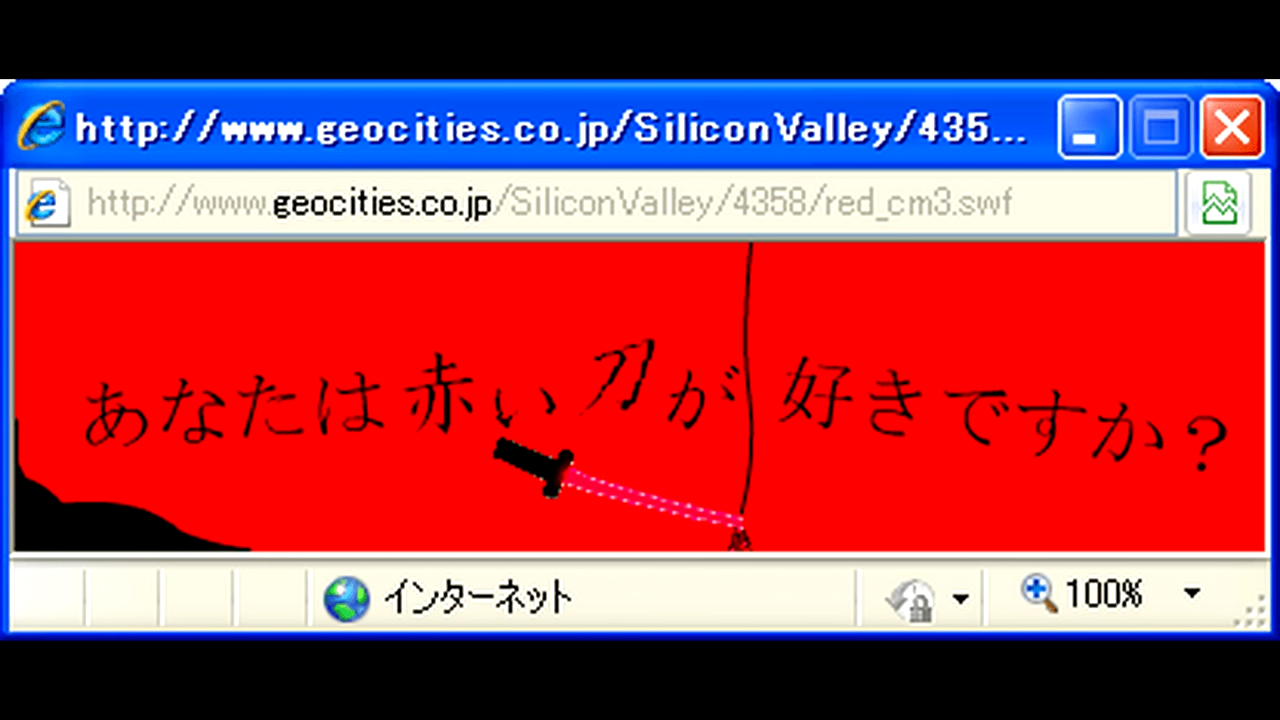 http://www.geocities.co.jp/SiliconValley/435...
http://www.geocities.co.jp/SiliconValley/4358/red_cm3.swf
あなたは赤い刀が 好きですか?
インターネット
100%